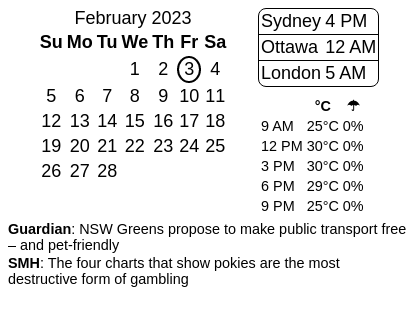 February 2023
Su Mo Tu We Th Fr Sa
1 2 3 4
5 6 7 8 9 10 11
12 13 14 15 16 17 18
19 20 21 22 23 24 25
26 27 28
Sydney 4 PM
Ottawa 12 AM
London 5 AM
°C ☂
9 AM 25°C 0%
12 PM 30°C 0%
3 PM 30°C 0%
6 PM 29°C 0%
9 PM 25°C 0%
Guardian: NSW Greens propose to make public transport free
– and pet-friendly
SMH: The four charts that show pokies are the most
destructive form of gambling